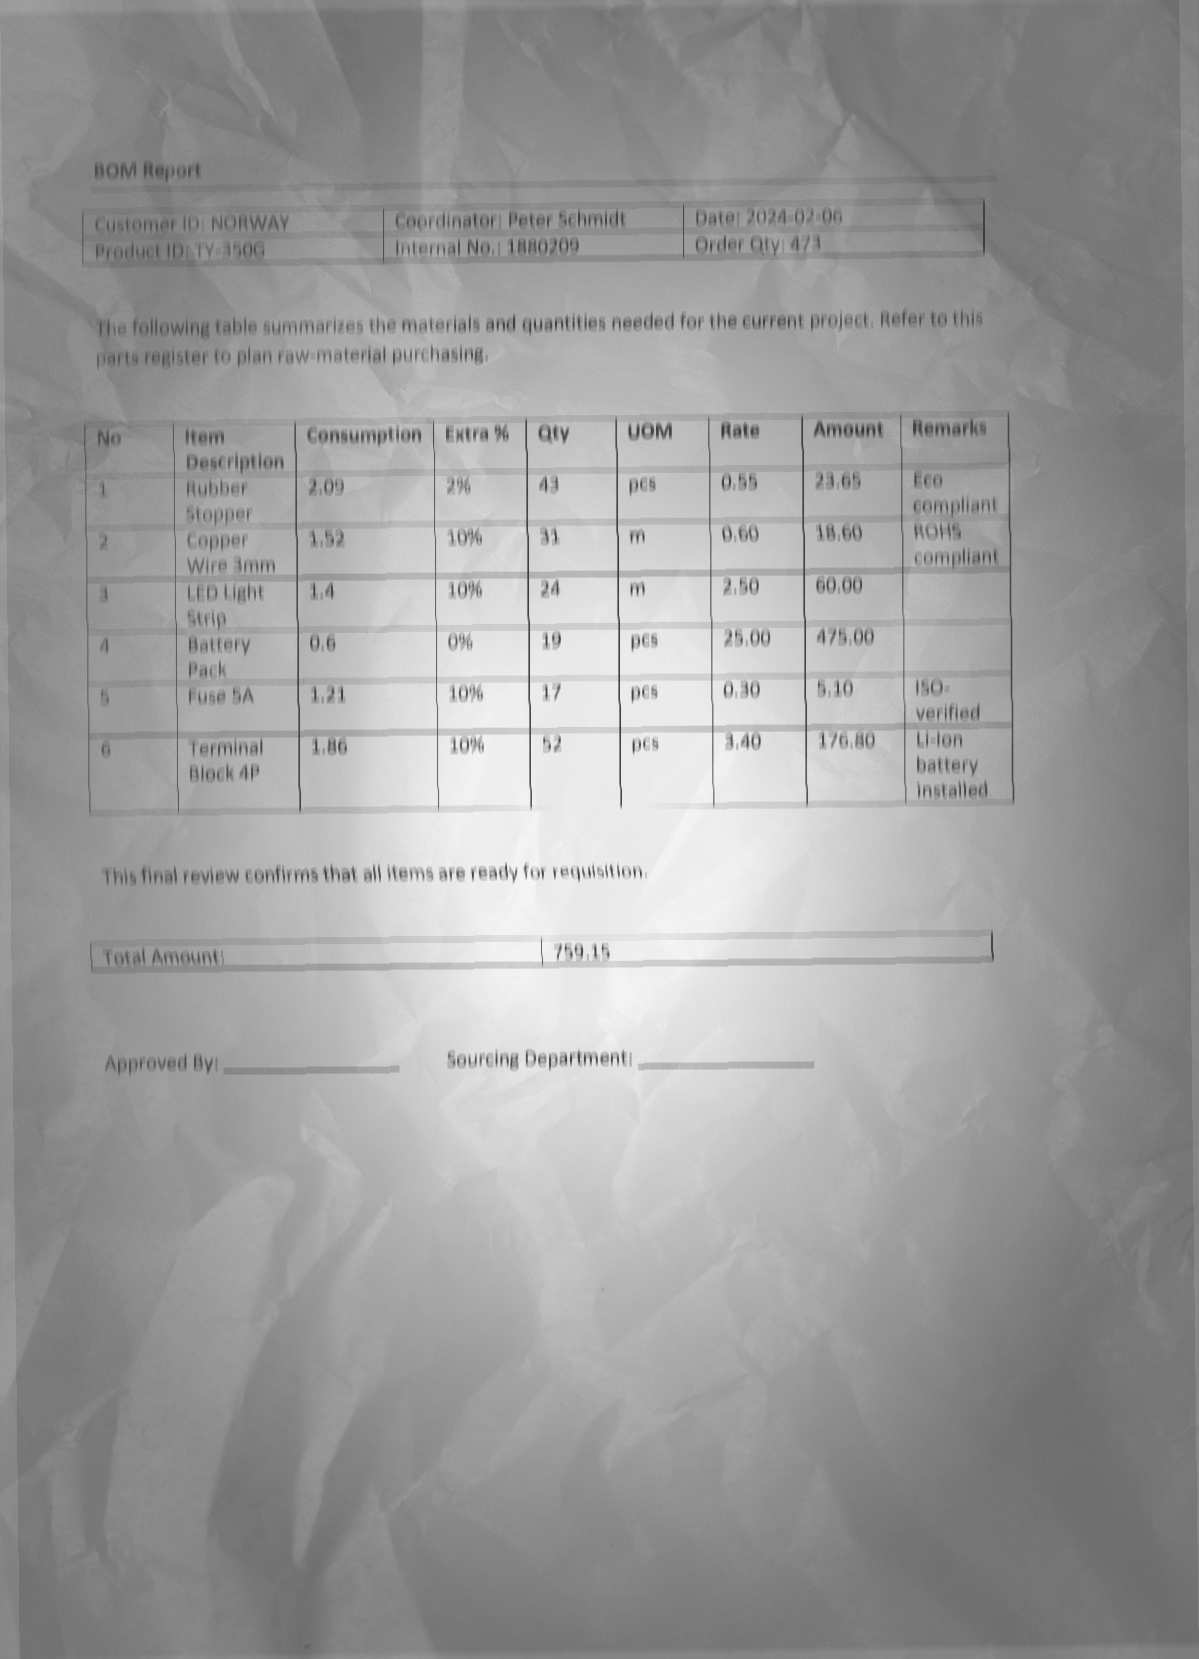 BOM Report
Customer ID: NORWAY Coordinator: Peter Schmidt Date: 2024-02-06
Product ID: TY-350G Internal No.: 1880209 Order Qty: 473
The following table summarizes the materials and quantities needed for the current project. Refer to this
parts register to plan raw-material purchasing.
No Item Description Consumption Extra % Qty UOM Rate Amount Remarks
1 Rubber Stopper 2.09 2% 43 pcs 0.55 23.65 Eco compliant
2 Copper Wire 3mm 1.52 10% 31 m 0.60 18.60 ROHS compliant
3 LED Light Strip 1.4 10% 24 m 2.50 60.00
4 Battery Pack 0.6 0% 19 pcs 25.00 475.00
5 Fuse 5A 1.21 10% 17 pcs 0.30 5.10 ISO-verified
6 Terminal Block 4P 1.86 10% 52 pcs 3.40 176.80 Li-Ion battery installed
This final review confirms that all items are ready for requisition.
Total Amount: 759.15
Approved By: Sourcing Department: